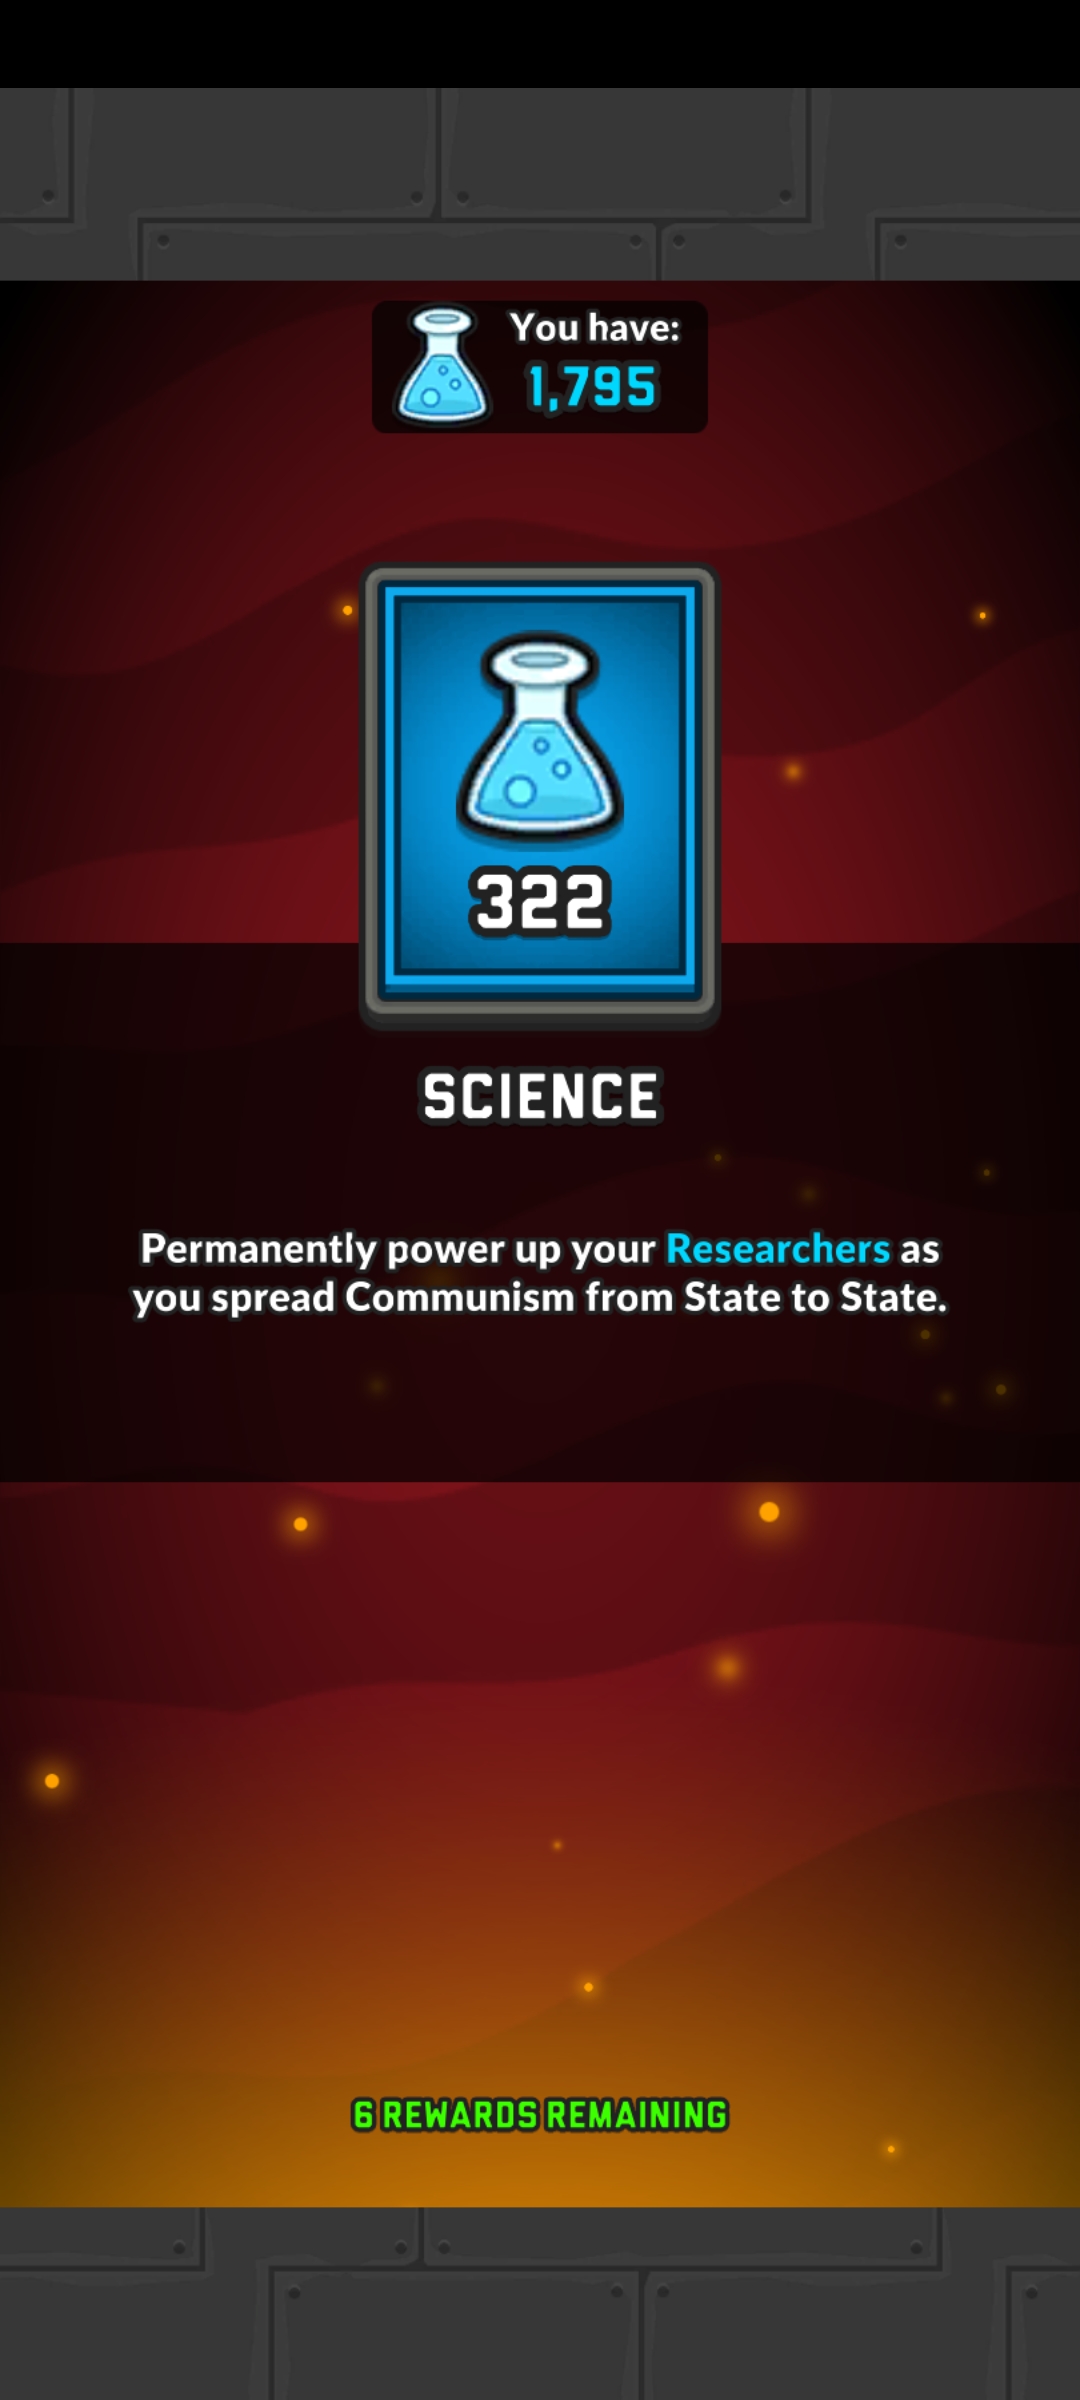 You have:
1,795
322
SCIENCE
Permanently power up your Researchers as
you spread Communism from State to State.
6 REWARDS REMAINING